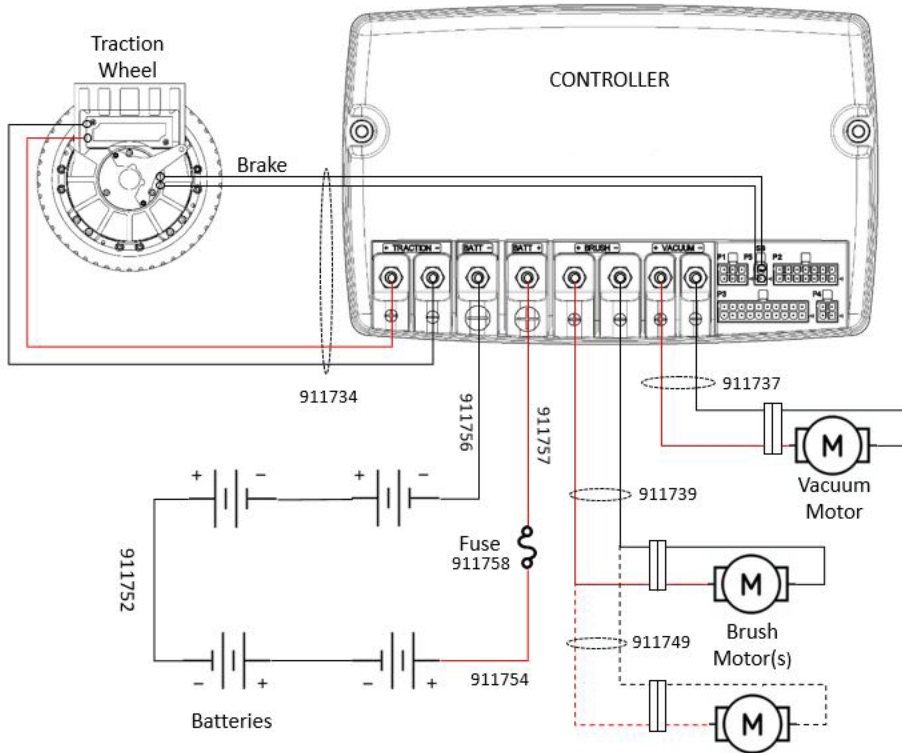 Traction
Wheel
CONTROLLER
Brake
+ TRACTION -
BATT -
BATT +
+ BRUSH -
+ VACUUM -
P1
P5
P2
P3
P4
911734
911756
911757
911737
M
Vacuum
Motor
+ -
+ -
911739
911752
Fuse
911758
M
Brush
Motor(s)
911749
- +
- +
911754
M
Batteries